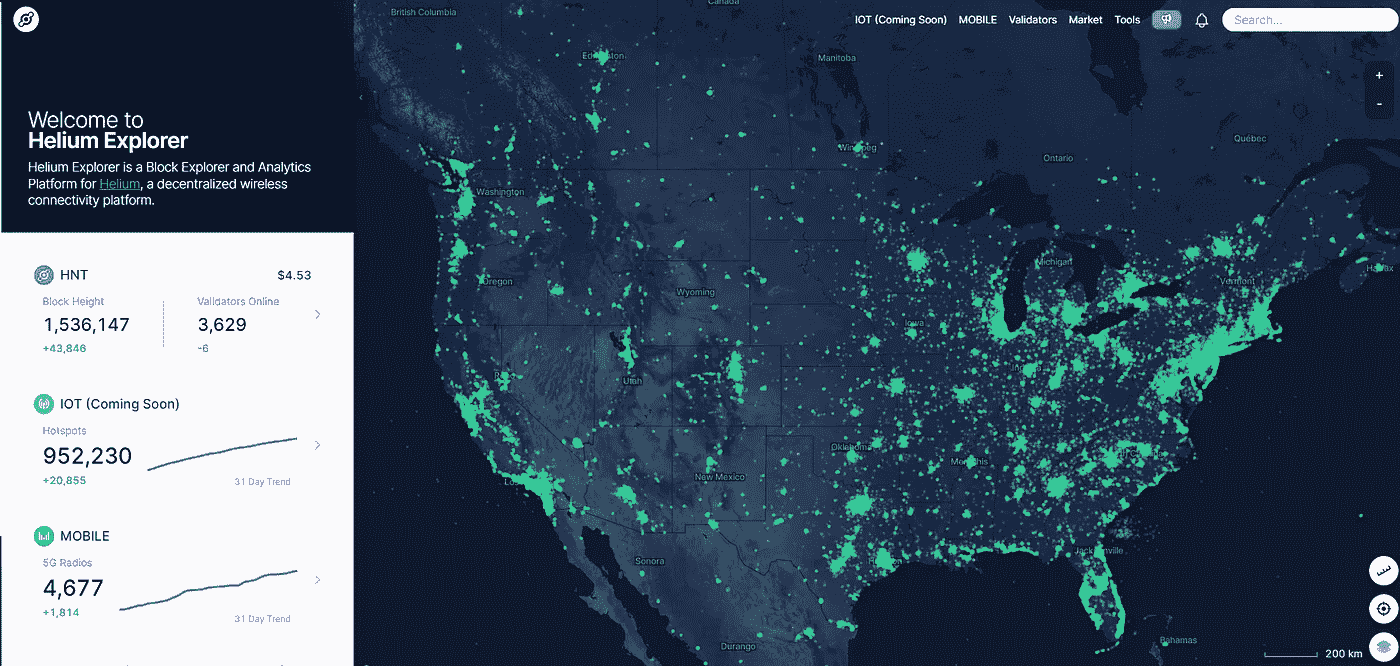 Welcome to
Helium Explorer
Helium Explorer is a Block Explorer and Analytics
Platform for Helium, a decentralized wireless
connectivity platform.
HNT
$4.53
Block Height
Validators Online
1,536,147
3,629
+43,846
-6
IOT (Coming Soon)
Hotspots
952,230
+20,855
31 Day Trend
MOBILE
5G Radios
4,677
+1,814
31 Day Trend
IOT (Coming Soon) MOBILE Validators Market Tools
Search...
+
-
British Columbia
Canada
Manitoba
Québec
Ontario
Washington
Michigan
Vermont
Oregon
Wyoming
Iowa
Utah
Oklahoma
Memphis
New Mexico
Sonora
Durango
Bahamas
200 km